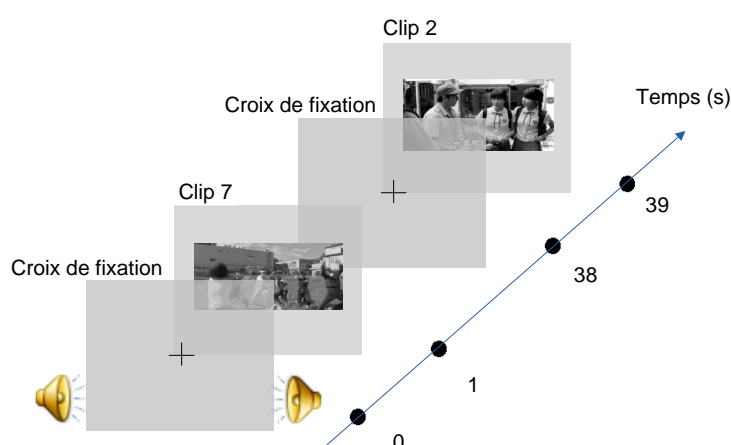 Clip 2
Croix de fixation
Temps (s)
Clip 7
39
Croix de fixation
38
1
0